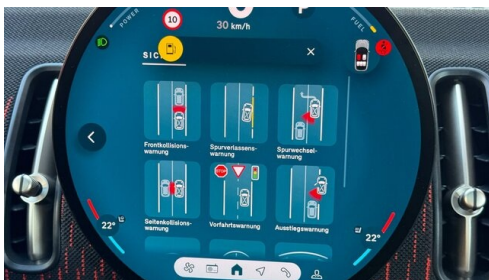 POWER
10
30 km/h
P
FUEL
SIC
Frontkollisions-
warnung
Spurverlassens-
warnung
Spurwechsel-
warnung
STOP
Seitenkollisions-
warnung
Vorfahrtswarnung
Ausstiegswarnung
22°
22°